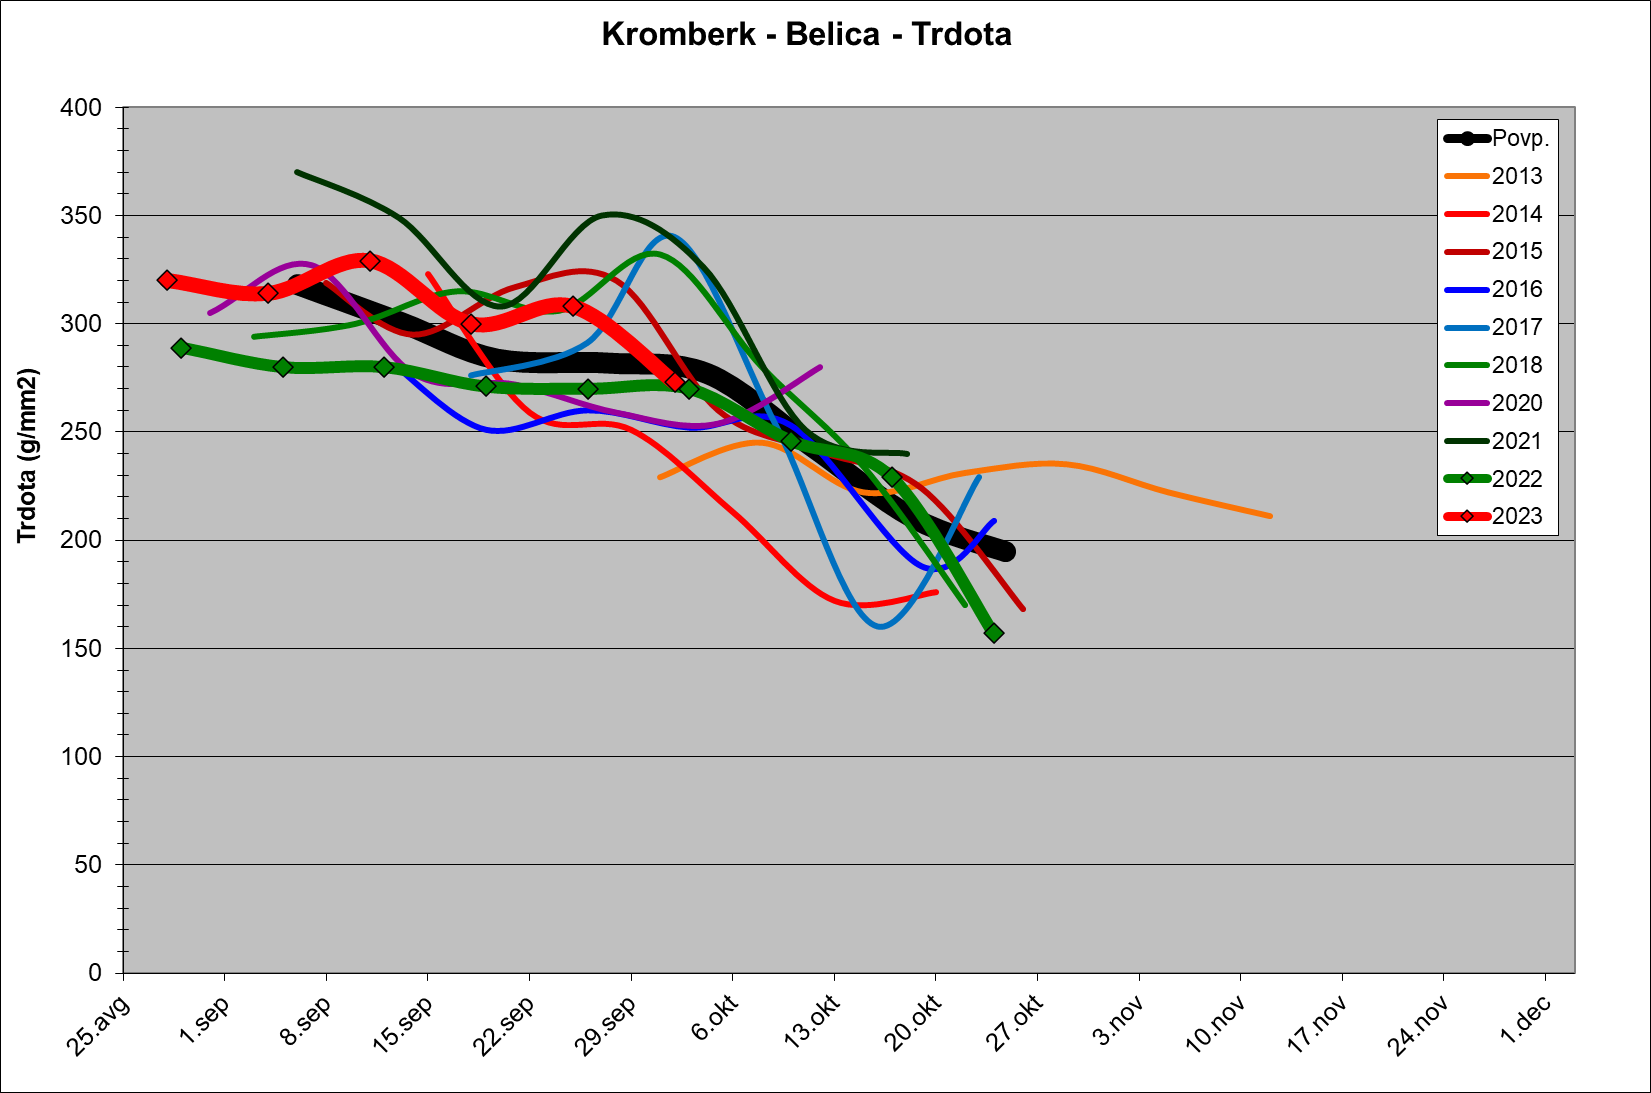 Kromberk - Belica - Trdota
Trdota (g/mm2)
400
350
300
250
200
150
100
50
0
25.avg
1.sep
8.sep
15.sep
22.sep
29.sep
6.okt
13.okt
20.okt
27.okt
3.nov
10.nov
17.nov
24.nov
1.dec
Povp.
2013
2014
2015
2016
2017
2018
2020
2021
2022
2023